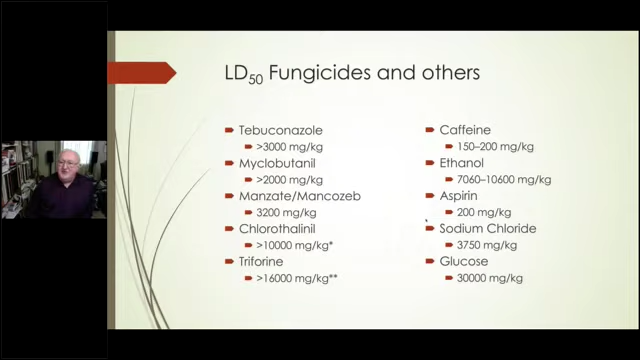 LD50 Fungicides and others
Tebuconazole
>3000 mg/kg
Myclobutanil
>2000 mg/kg
Manzate/Mancozeb
3200 mg/kg
Chlorothalinil
>10000 mg/kg*
Triforine
>16000 mg/kg**
Caffeine
150–200 mg/kg
Ethanol
7060–10600 mg/kg
Aspirin
200 mg/kg
Sodium Chloride
3750 mg/kg
Glucose
30000 mg/kg